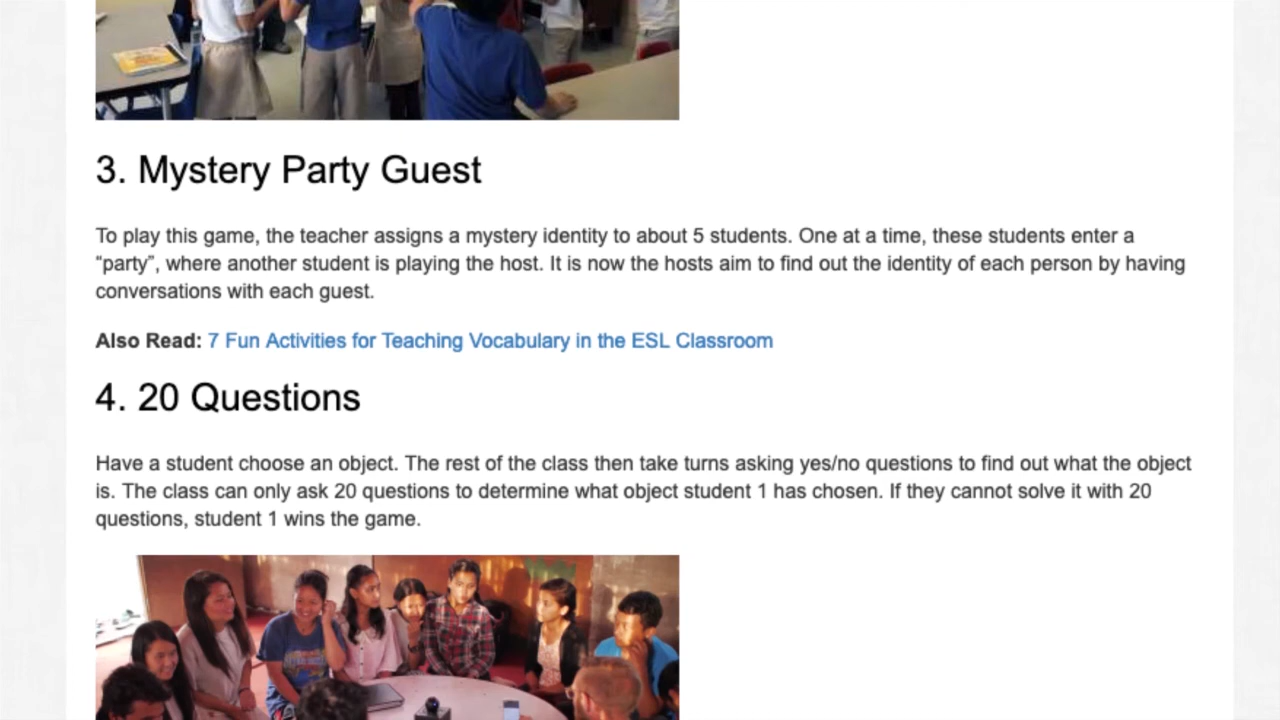 3. Mystery Party Guest
To play this game, the teacher assigns a mystery identity to about 5 students. One at a time, these students enter a
“party”, where another student is playing the host. It is now the hosts aim to find out the identity of each person by having
conversations with each guest.
Also Read: 7 Fun Activities for Teaching Vocabulary in the ESL Classroom
4. 20 Questions
Have a student choose an object. The rest of the class then take turns asking yes/no questions to find out what the object
is. The class can only ask 20 questions to determine what object student 1 has chosen. If they cannot solve it with 20
questions, student 1 wins the game.